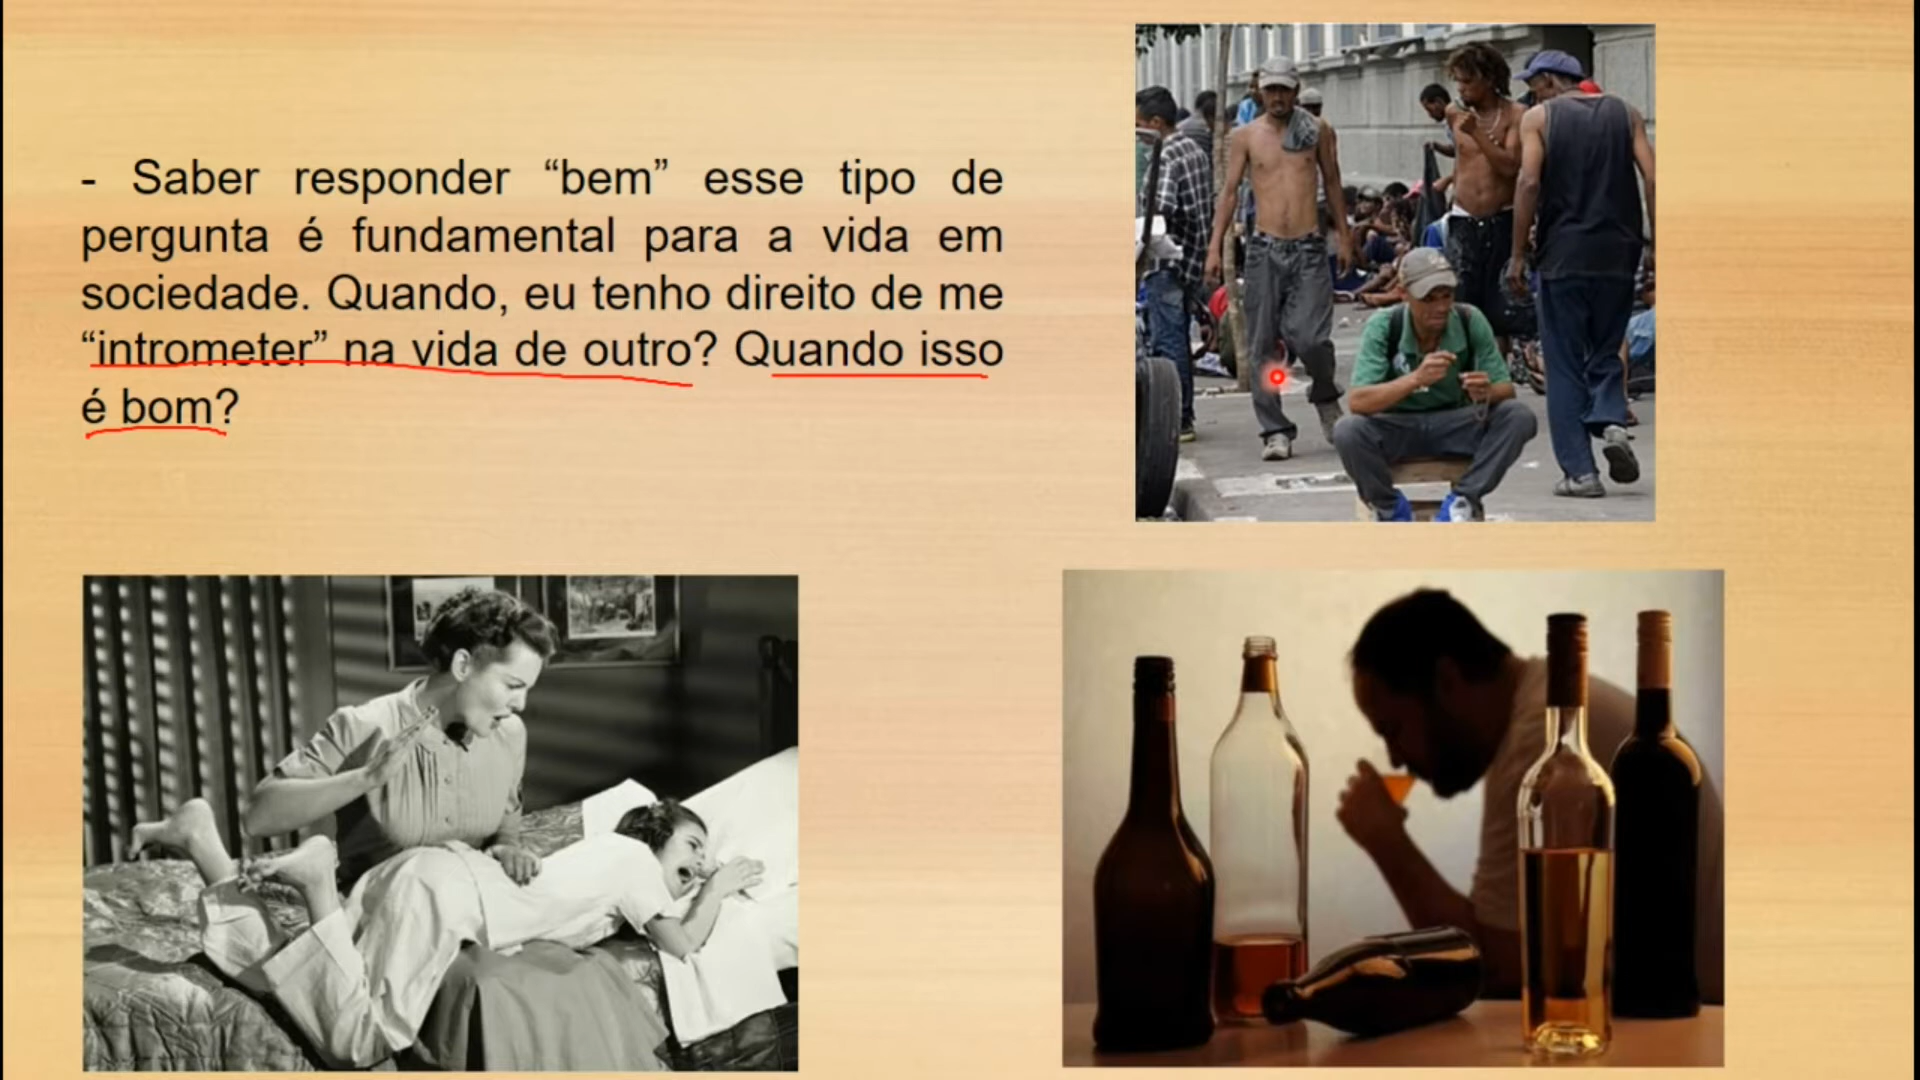 - Saber responder “bem” esse tipo de
pergunta é fundamental para a vida em
sociedade. Quando, eu tenho direito de me
“intrometer” na vida de outro? Quando isso
é bom?